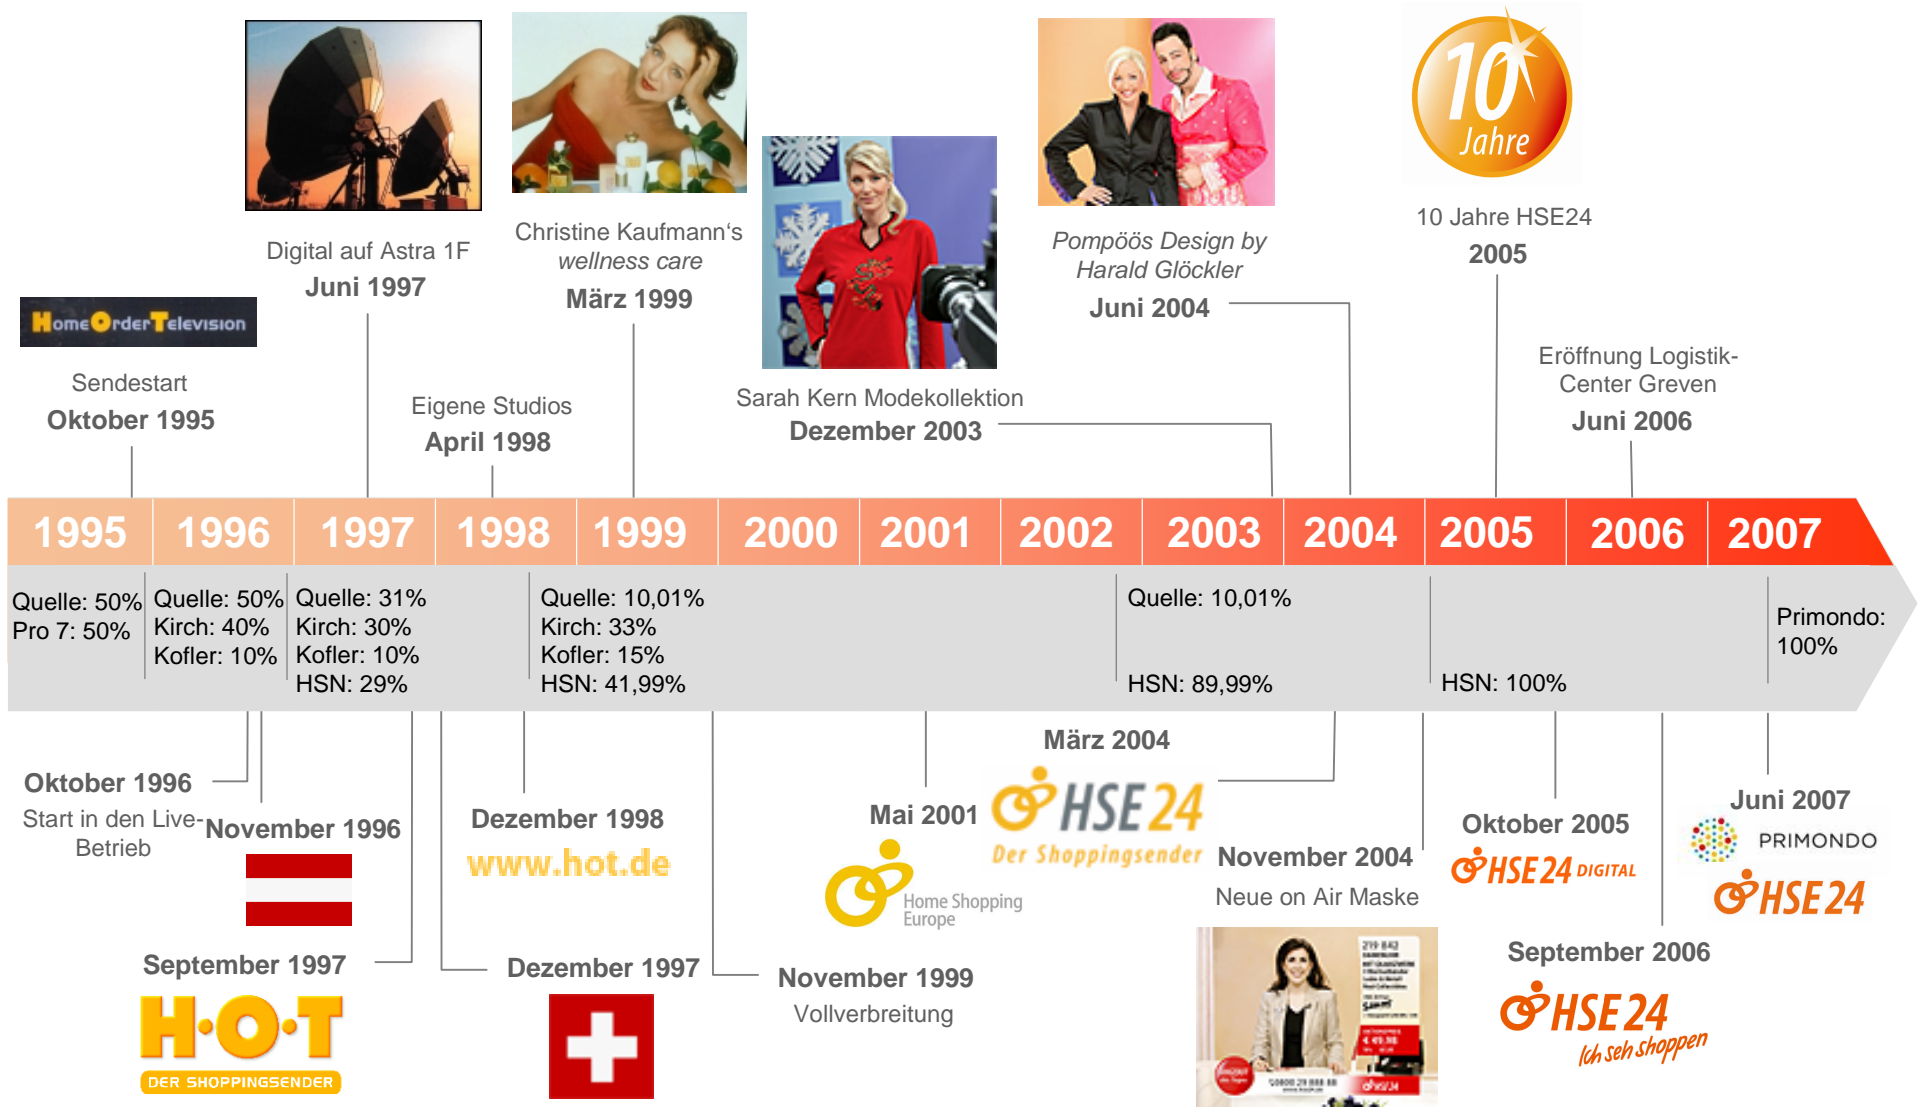 10
Jahre
10 Jahre HSE24
2005
Christine Kaufmann‘s
wellness care
März 1999
Pompöös Design by
Harald Glöckler
Juni 2004
Digital auf Astra 1F
Juni 1997
HomeOrderTelevision
Sendestart
Oktober 1995
Eigene Studios
April 1998
Sarah Kern Modekollektion
Dezember 2003
Eröffnung Logistik-
Center Greven
Juni 2006
1995 1996 1997 1998 1999 2000 2001 2002 2003 2004 2005 2006 2007
Quelle: 50%
Pro 7: 50%
Quelle: 50%
Kirch: 40%
Kofler: 10%
Quelle: 31%
Kirch: 30%
Kofler: 10%
HSN: 29%
Quelle: 10,01%
Kirch: 33%
Kofler: 15%
HSN: 41,99%
Quelle: 10,01%
HSN: 89,99%
HSN: 100%
Primondo:
100%
Oktober 1996
Start in den Live-
Betrieb
November 1996
September 1997
H·O·T
DER SHOPPINGSENDER
Dezember 1998
www.hot.de
Dezember 1997
November 1999
Vollverbreitung
Mai 2001
Home Shopping
Europe
März 2004
HSE24
Der Shoppingsender
November 2004
Neue on Air Maske
219 842
€ 49,98
HSE24
Oktober 2005
HSE24 DIGITAL
September 2006
HSE24
Ich seh shoppen
Juni 2007
PRIMONDO
HSE24